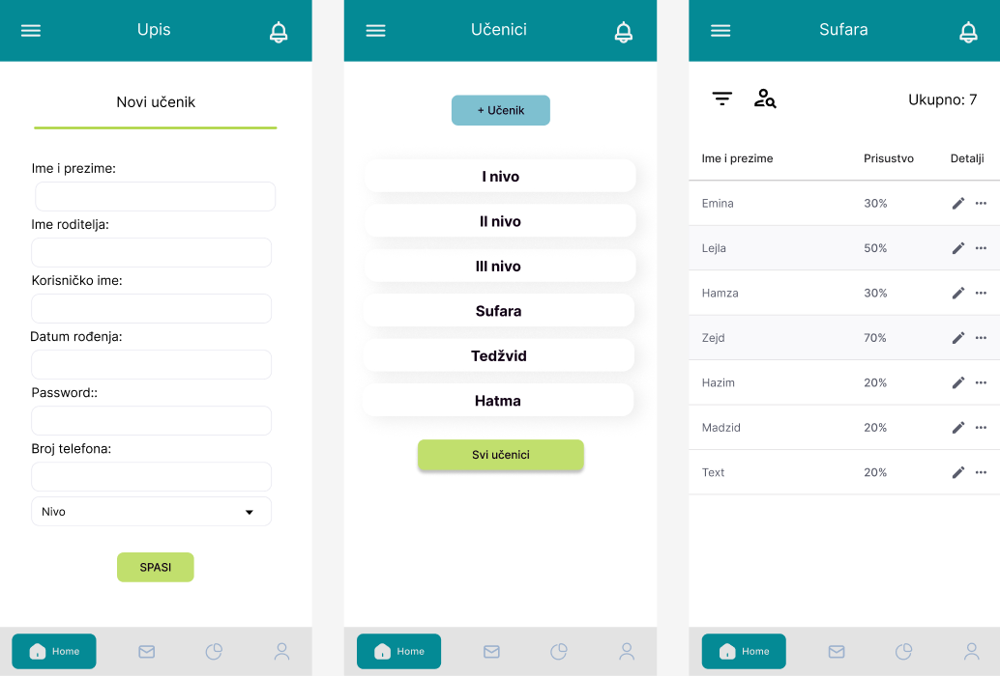 Upis
Novi učenik
Ime i prezime:
Ime roditelja:
Korisničko ime:
Datum rođenja:
Password::
Broj telefona:
Nivo
SPASI
Home
Učenici
+ Učenik
I nivo
II nivo
III nivo
Sufara
Tedžvid
Hatma
Svi učenici
Home
Sufara
Ukupno: 7
Ime i prezime Prisustvo Detalji
Emina 30%
Lejla 50%
Hamza 30%
Zejd 70%
Hazim 20%
Madzid 20%
Text 20%
Home